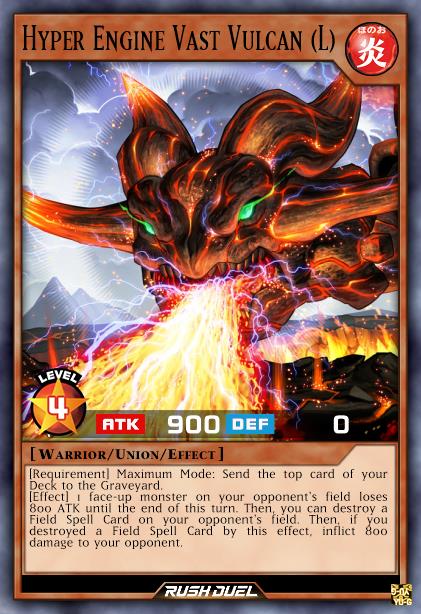 Hyper Engine Vast Vulcan (L)
ほのお
炎
LEVEL
4
ATK 900 DEF 0
[Warrior/Union/Effect]
[Requirement] Maximum Mode: Send the top card of your
Deck to the Graveyard.
[Effect] 1 face-up monster on your opponent's field loses
800 ATK until the end of this turn. Then, you can destroy a
Field Spell Card on your opponent's field. Then, if you
destroyed a Field Spell Card by this effect, inflict 800
damage to your opponent.
RUSH DUEL